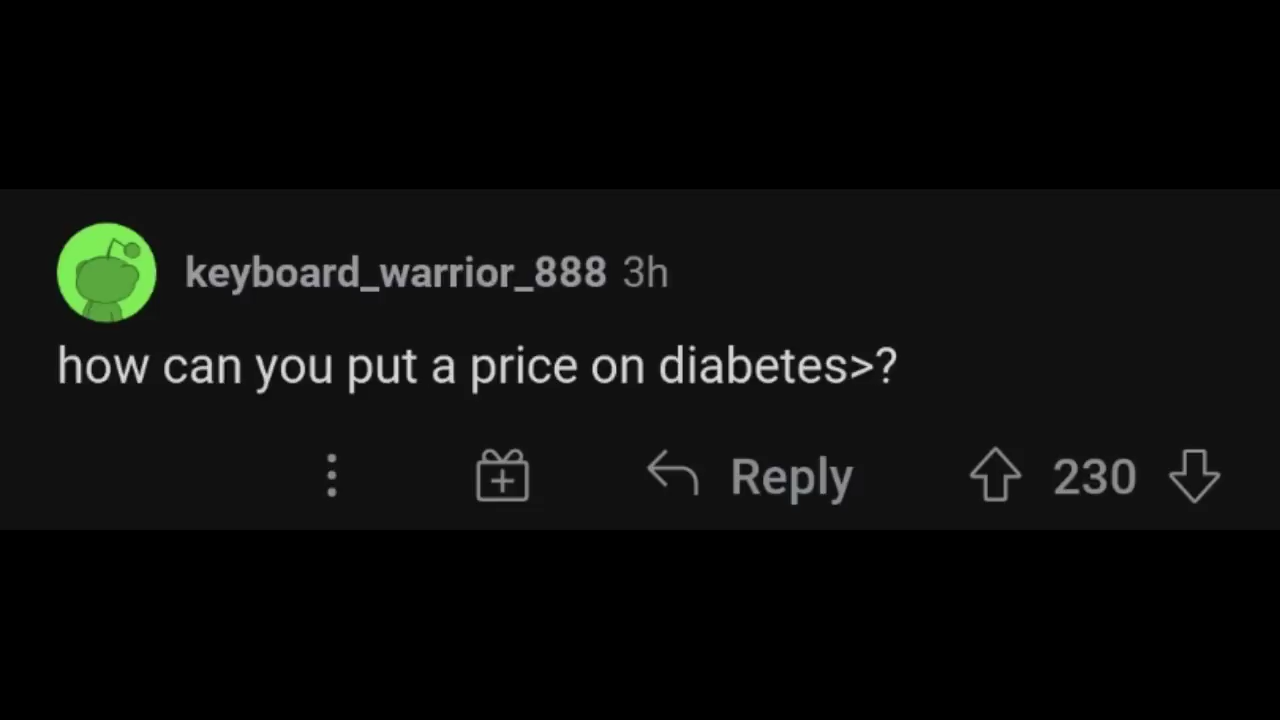 keyboard_warrior_888 3h
how can you put a price on diabetes>?
Reply 230